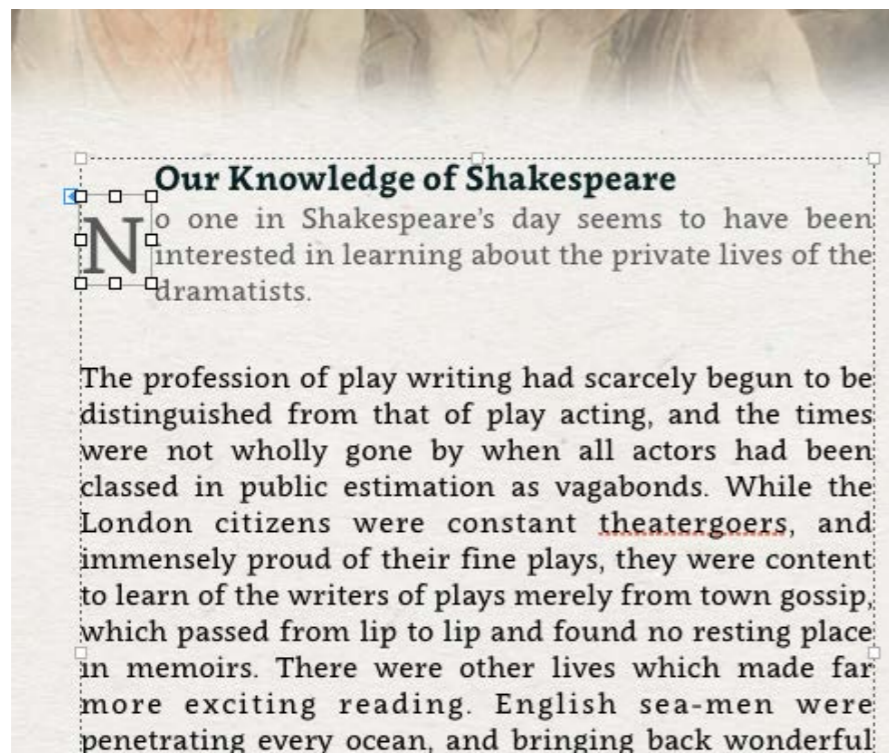 Our Knowledge of Shakespeare
No one in Shakespeare’s day seems to have been
interested in learning about the private lives of the
dramatists.
The profession of play writing had scarcely begun to be
distinguished from that of play acting, and the times
were not wholly gone by when all actors had been
classed in public estimation as vagabonds. While the
London citizens were constant theatergoers, and
immensely proud of their fine plays, they were content
to learn of the writers of plays merely from town gossip,
which passed from lip to lip and found no resting place
in memoirs. There were other lives which made far
more exciting reading. English sea-men were
penetrating every ocean, and bringing back wonderful